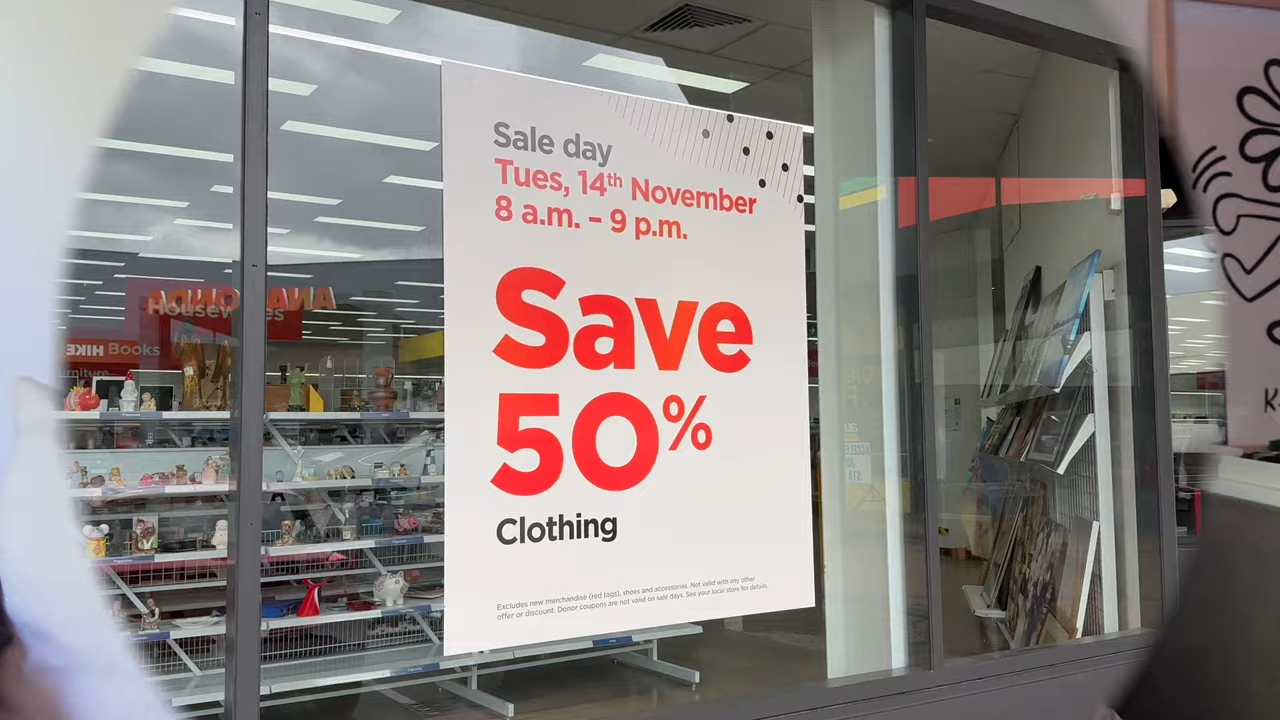 Sale day
Tues, 14th November
8 a.m. – 9 p.m.
Save
50%
Clothing
Excludes new merchandise (red tags), shoes and accessories. Not valid with any other
offer or discount. Donor coupons are not valid on sale days. See your local store for details.
Housewares
Books